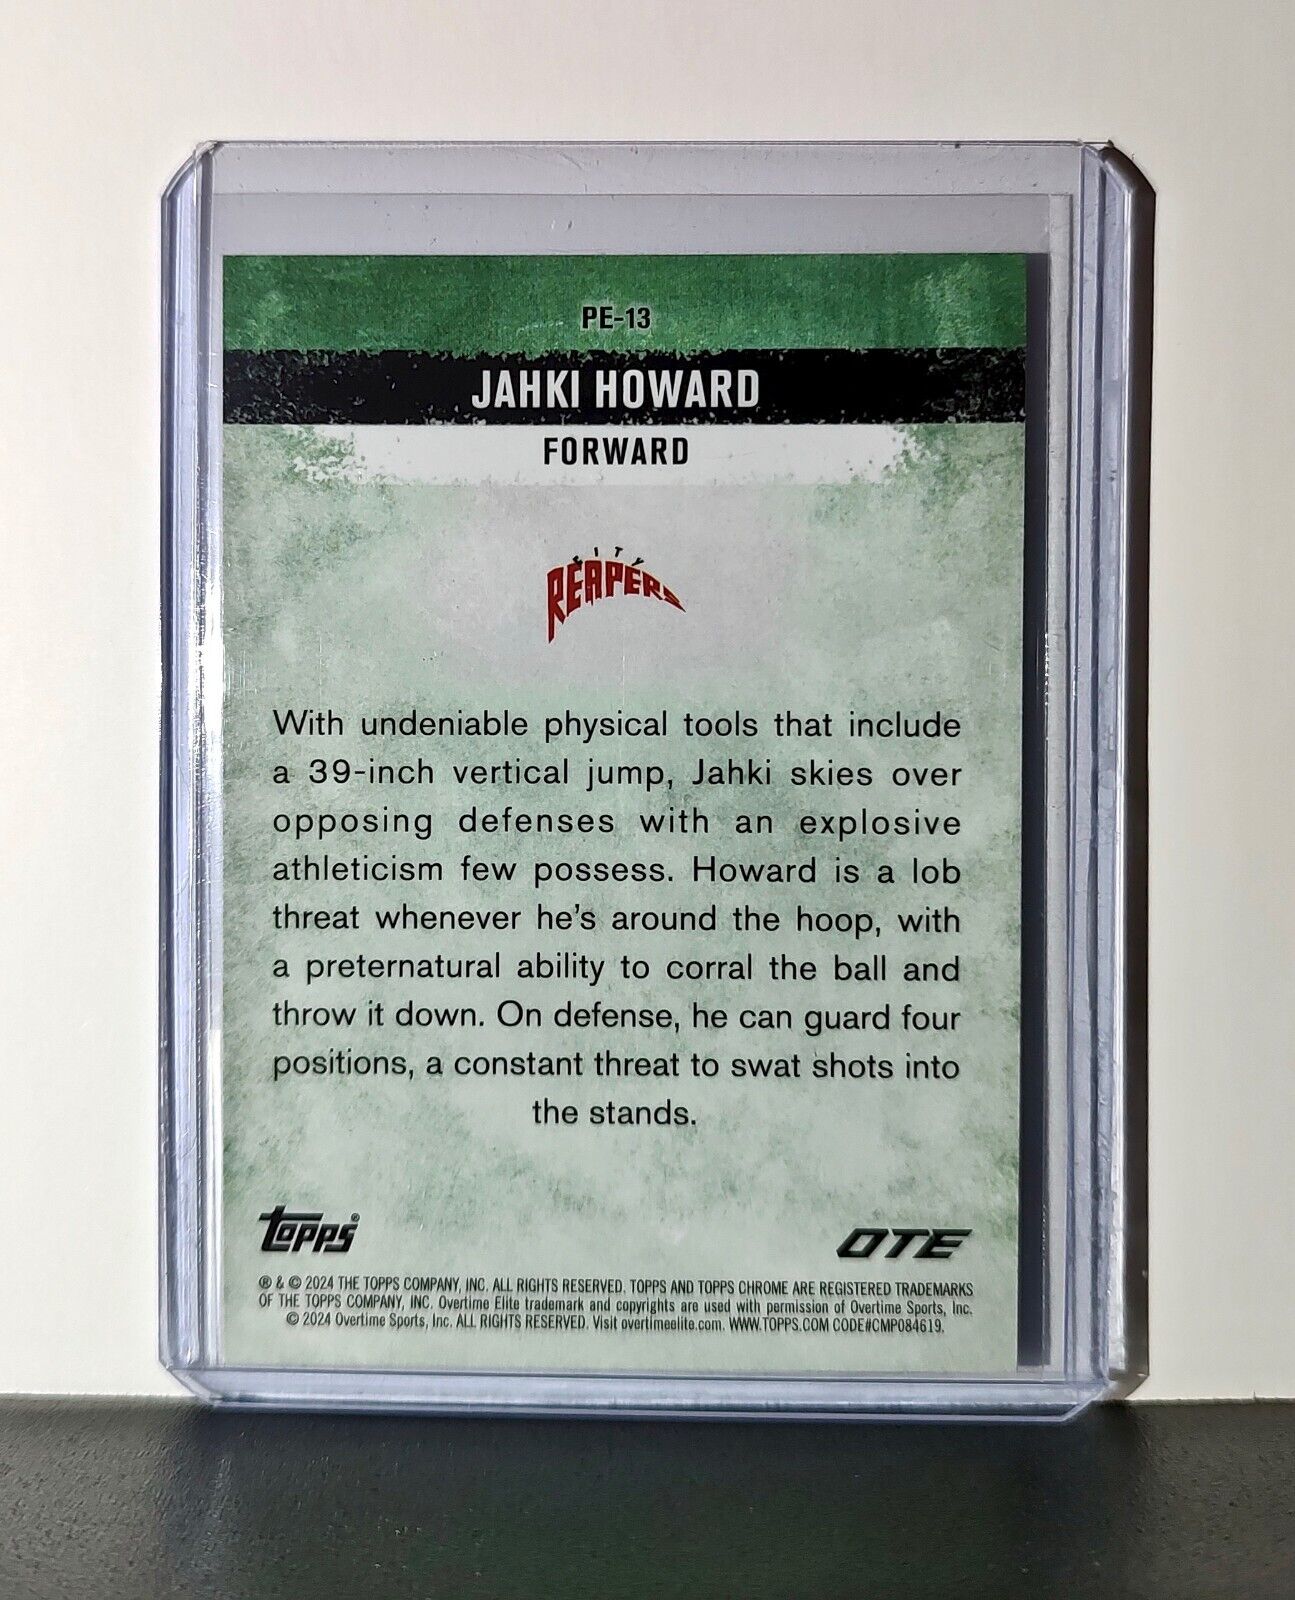 PE-13
JAHKI HOWARD
FORWARD
CITY
REAPERS
With undeniable physical tools that include
a 39-inch vertical jump, Jahki skies over
opposing defenses with an explosive
athleticism few possess. Howard is a lob
threat whenever he's around the hoop, with
a preternatural ability to corral the ball and
throw it down. On defense, he can guard four
positions, a constant threat to swat shots into
the stands.
topps® OTE
® & © 2024 THE TOPPS COMPANY, INC. ALL RIGHTS RESERVED. TOPPS AND TOPPS CHROME ARE REGISTERED TRADEMARKS
OF THE TOPPS COMPANY, INC. Overtime Elite trademark and copyrights are used with permission of Overtime Sports, Inc.
© 2024 Overtime Sports, Inc. ALL RIGHTS RESERVED. Visit overtimeelite.com. WWW.TOPPS.COM CODE#CMP084619.